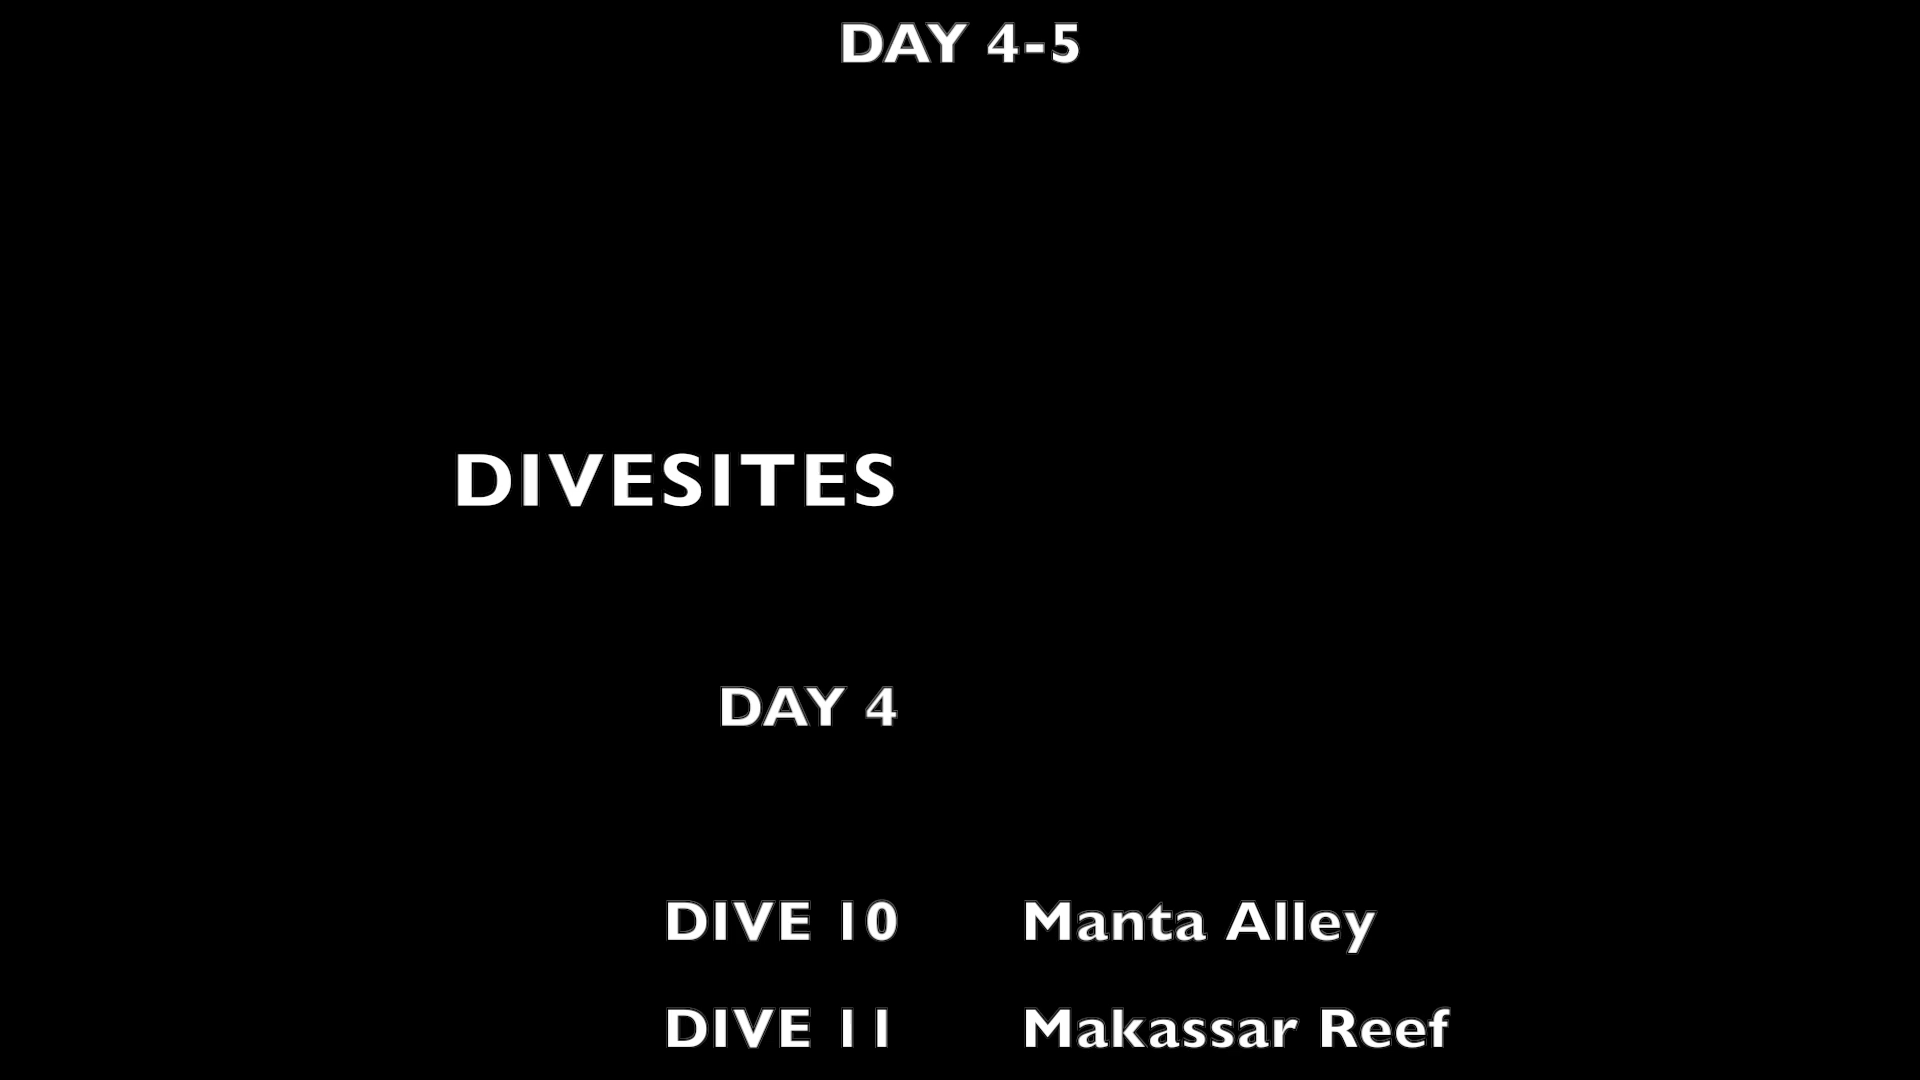 DAY 4-5
DIVESITES
DAY 4
DIVE 10 Manta Alley
DIVE 11 Makassar Reef